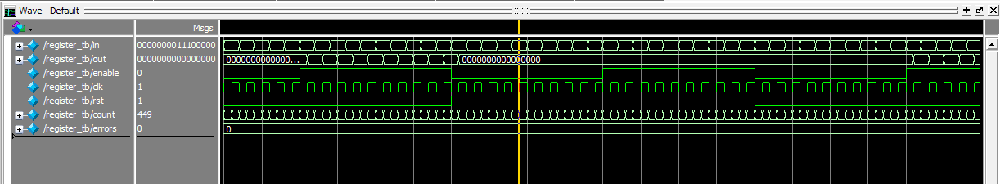 Wave - Default
Msgs
/register_tb/in 0000000011100000
/register_tb/out 0000000000000000 0000000000000... 0000000000000000
/register_tb/enable 0
/register_tb/clk 1
/register_tb/rst 1
/register_tb/count 449
/register_tb/errors 0 0